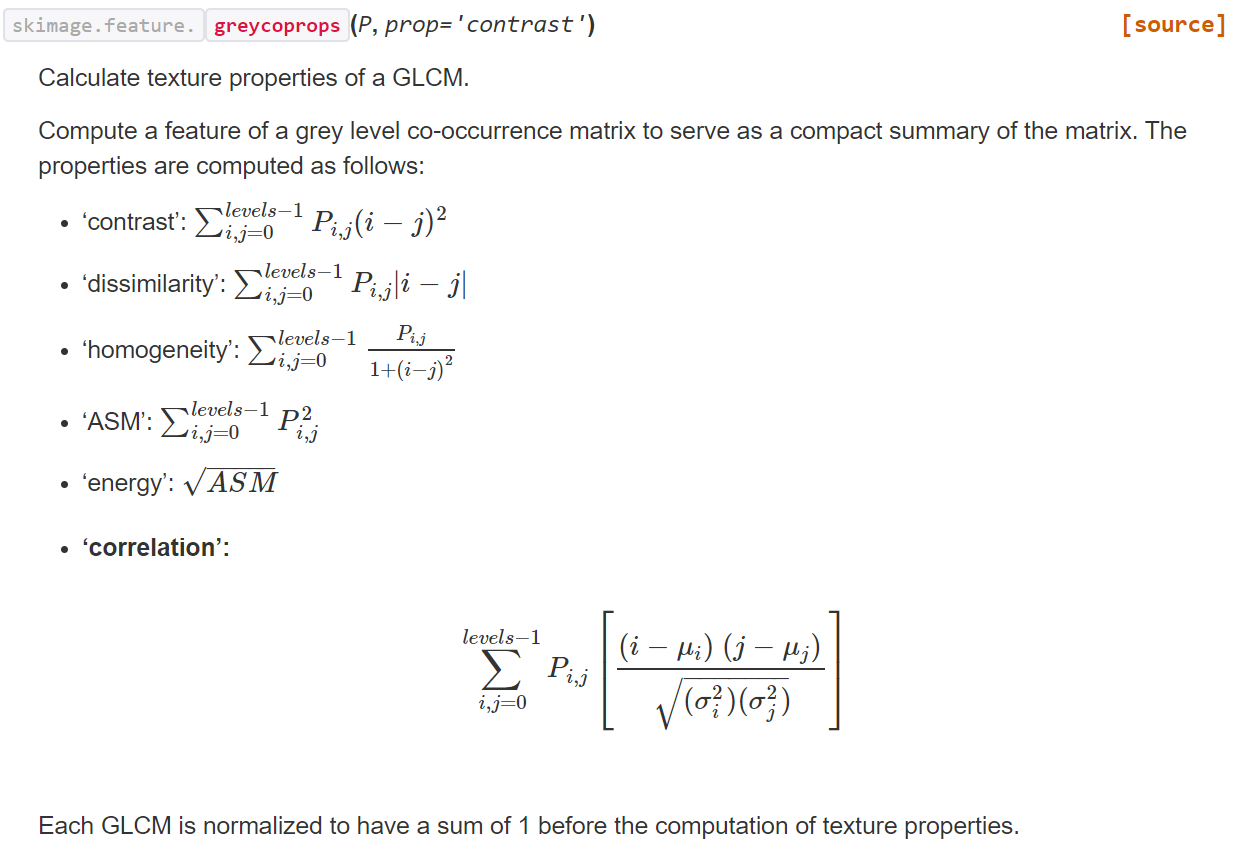 skimage.feature.greycoprops(P, prop='contrast') [source]
Calculate texture properties of a GLCM.
Compute a feature of a grey level co-occurrence matrix to serve as a compact summary of the matrix. The
properties are computed as follows:
• ‘contrast’: $\sum_{i,j=0}^{levels-1} P_{i,j}(i-j)^2$
• ‘dissimilarity’: $\sum_{i,j=0}^{levels-1} P_{i,j}|i-j|$
• ‘homogeneity’: $\sum_{i,j=0}^{levels-1} \frac{P_{i,j}}{1+(i-j)^2}$
• ‘ASM’: $\sum_{i,j=0}^{levels-1} P_{i,j}^2$
• ‘energy’: $\sqrt{ASM}$
• ‘correlation’:
$\sum_{i,j=0}^{levels-1} P_{i,j} \left[ \frac{(i-\mu_i)(j-\mu_j)}{\sqrt{(\sigma_i^2)(\sigma_j^2)}} \right]$
Each GLCM is normalized to have a sum of 1 before the computation of texture properties.